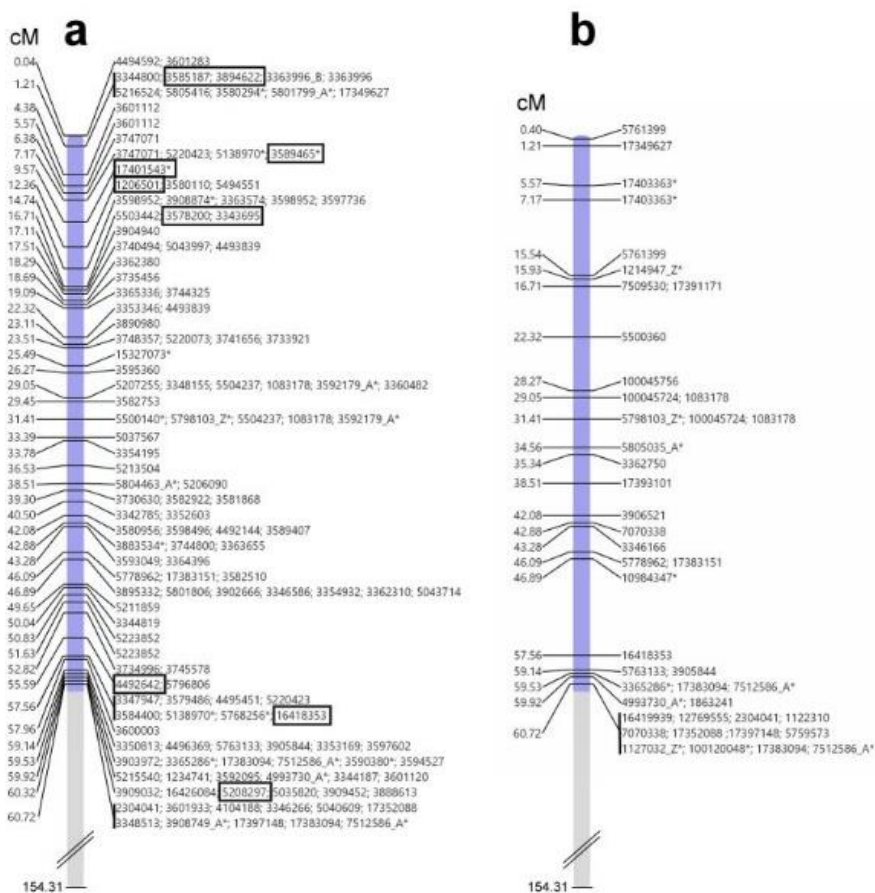 a
cM
0.04 4494592; 3601283
1.21 3344800; 3585187; 3894622; 3363996_B; 3363996
5216524; 5805416; 3580294*; 5801799_A*; 17349627
4.38 3601112
5.57 3601112
6.38 3747071
7.17 3747071; 5220423; 5138970*; 3589465*
9.57 17401543*
12.36 1206501; 3580110; 5494551
14.74 3598952; 3908874*; 3363574; 3598952; 3597736
16.71 5503442; 3578200; 3343695
17.11 3904940
17.51 3740494; 5043997; 4493839
18.29 3362380
18.69 3735456
19.09 3365336; 3744325
22.32 3353346; 4493839
23.11 3890980
23.51 3748357; 5220073; 3741656; 3733921
25.49 15327073*
26.27 3595360
29.05 5207255; 3348155; 5504237; 1083178; 3592179_A*; 3360482
29.45 3582753
31.41 5500140*; 5798103_Z*; 5504237; 1083178; 3592179_A*
33.39 5037567
33.78 3354195
36.53 5213504
38.51 5804463_A*; 5206090
39.30 3730630; 3582922; 3581868
40.50 3342785; 3352603
42.08 3580956; 3598496; 4492144; 3589407
42.88 3883534*; 3744800; 3363655
43.28 3593049; 3364396
46.09 5778962; 17383151; 3582510
46.89 3895332; 5801806; 3902666; 3346586; 3354932; 3362310; 5043714
49.65 5211859
50.04 3344819
50.83 5223852
51.63 5223852
52.82 3734996; 3745578
55.59 4492642; 5796806
57.56 3347947; 3579486; 4495451; 5220423
3584400; 5138970*; 5768256*; 16418353
57.96 3600003
59.14 3350813; 4496369; 5763133; 3905844; 3353169; 3597602
59.53 3903972; 3365286*; 17383094; 7512586_A*; 3590380*; 3594527
59.92 5215540; 1234741; 3592095; 4993730_A*; 3344187; 3601120
60.32 3909032; 16426084; 5208297; 5035820; 3909452; 3888613
60.72 2304041; 3601933; 4104188; 3346266; 5040609; 17352088
3348513; 3908749_A*; 17397148; 17383094; 7512586_A*
154.31
b
cM
0.40 5761399
1.21 17349627
5.57 17403363*
7.17 17403363*
15.54 5761399
15.93 1214947_Z*
16.71 7509530; 17391171
22.32 5500360
28.27 100045756
29.05 100045724; 1083178
31.41 5798103_Z*; 100045724; 1083178
34.56 5805035_A*
35.34 3362750
38.51 17393101
42.08 3906521
42.88 7070338
43.28 3346166
46.09 5778962; 17383151
46.89 10984347*
57.56 16418353
59.14 5763133; 3905844
59.53 3365286*; 17383094; 7512586_A*
59.92 4993730_A*; 1863241
60.72 16419939; 12769555; 2304041; 1122310
7070338; 17352088; 17397148; 5759573
1127032_Z*; 100120048*; 17383094; 7512586_A*
154.31